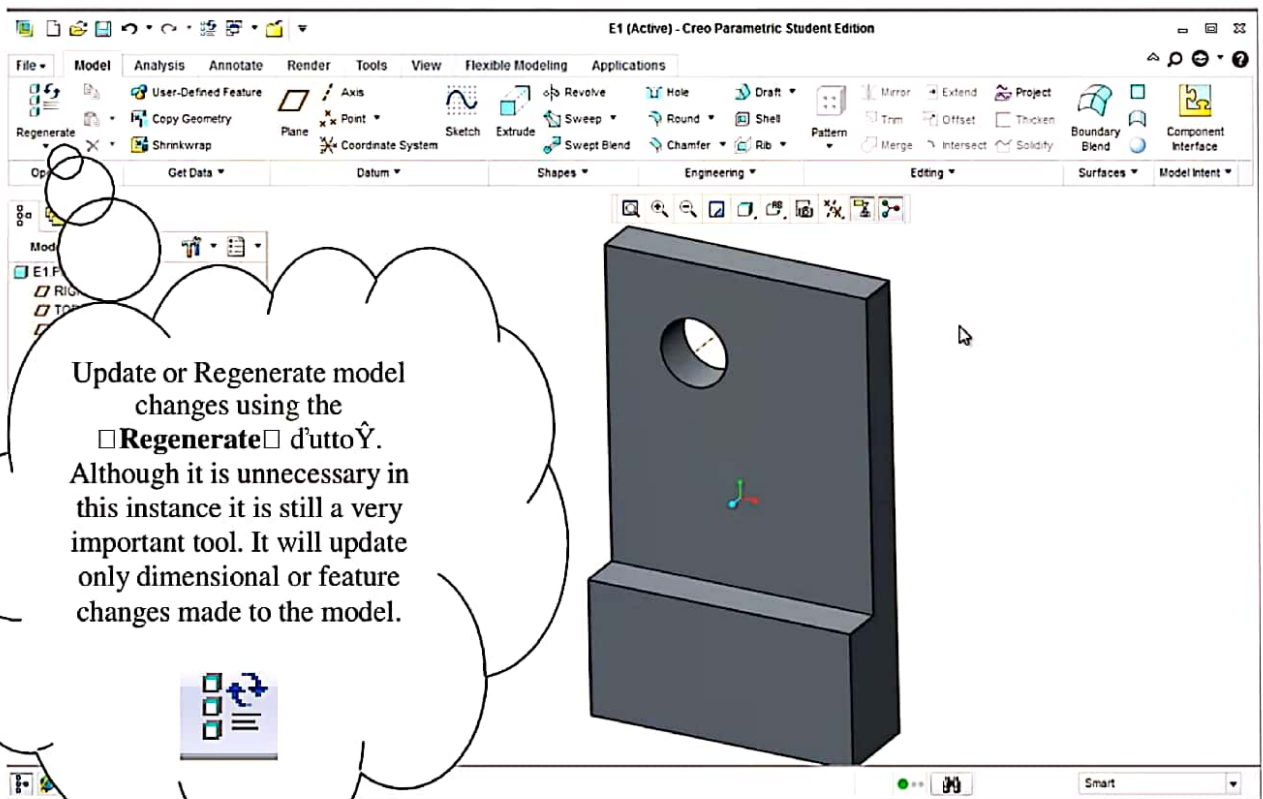 E1 (Active) - Creo Parametric Student Edition
File Model Analysis Annotate Render Tools View Flexible Modeling Applications
User-Defined Feature Axis Revolve Hole Draft Mirror Extend Project
Copy Geometry Point Sweep Round Shell Trim Offset Thicken
Regenerate Plane Sketch Extrude Pattern Boundary Blend Component Interface
Shrinkwrap Coordinate System Swept Blend Chamfer Rib Merge Intersect Solidify
Get Data Datum Shapes Engineering Editing Surfaces Model Intent
E1.P
Update or Regenerate model
changes using the
□Regenerate□ d'uttoŶ.
Although it is unnecessary in
this instance it is still a very
important tool. It will update
only dimensional or feature
changes made to the model.
Smart